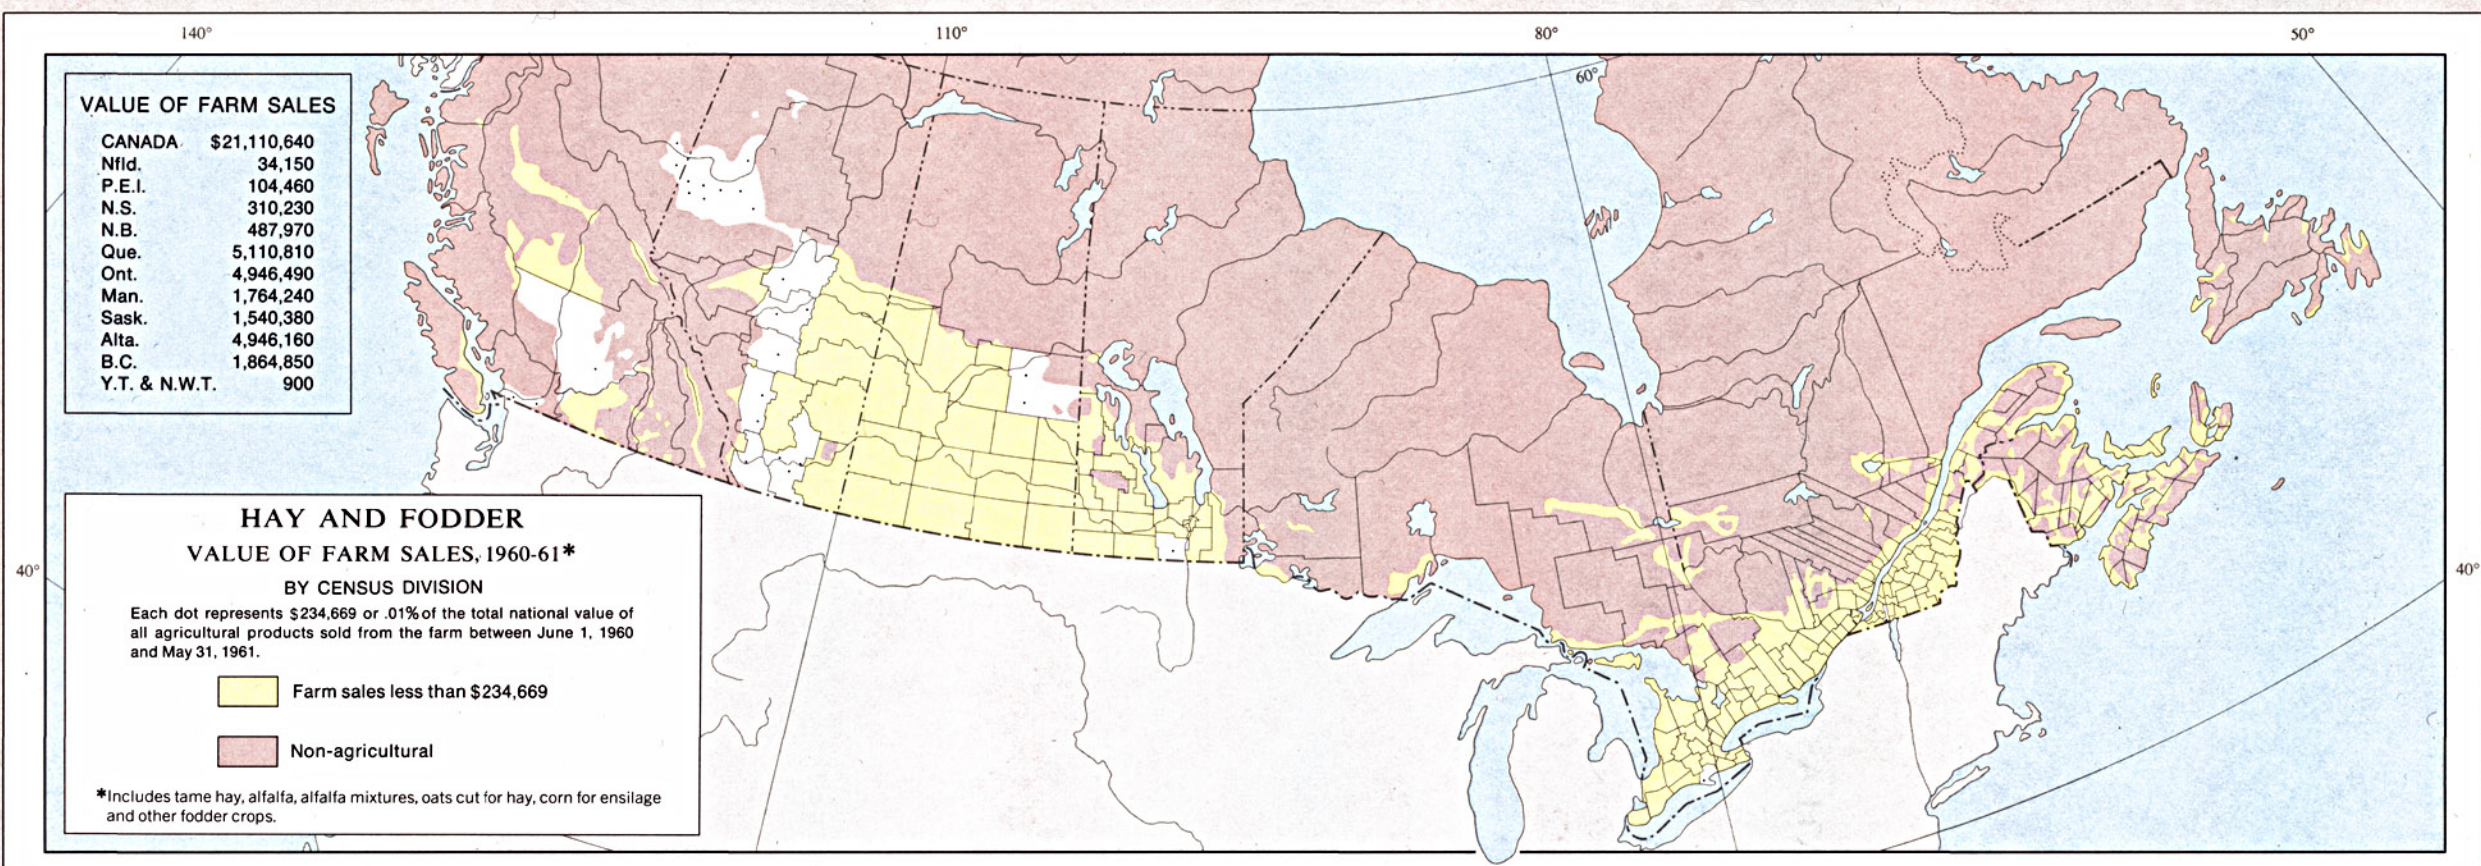 140°
110°
80°
50°
60°
VALUE OF FARM SALES
CANADA $21,110,640
Nfld. 34,150
P.E.I. 104,460
N.S. 310,230
N.B. 487,970
Que. 5,110,810
Ont. 4,946,490
Man. 1,764,240
Sask. 1,540,380
Alta. 4,946,160
B.C. 1,864,850
Y.T. & N.W.T. 900
40°
40°
HAY AND FODDER
VALUE OF FARM SALES, 1960-61*
BY CENSUS DIVISION
Each dot represents $234,669 or .01% of the total national value of
all agricultural products sold from the farm between June 1, 1960
and May 31, 1961.
Farm sales less than $234,669
Non-agricultural
*Includes tame hay, alfalfa, alfalfa mixtures, oats cut for hay, corn for ensilage
and other fodder crops.